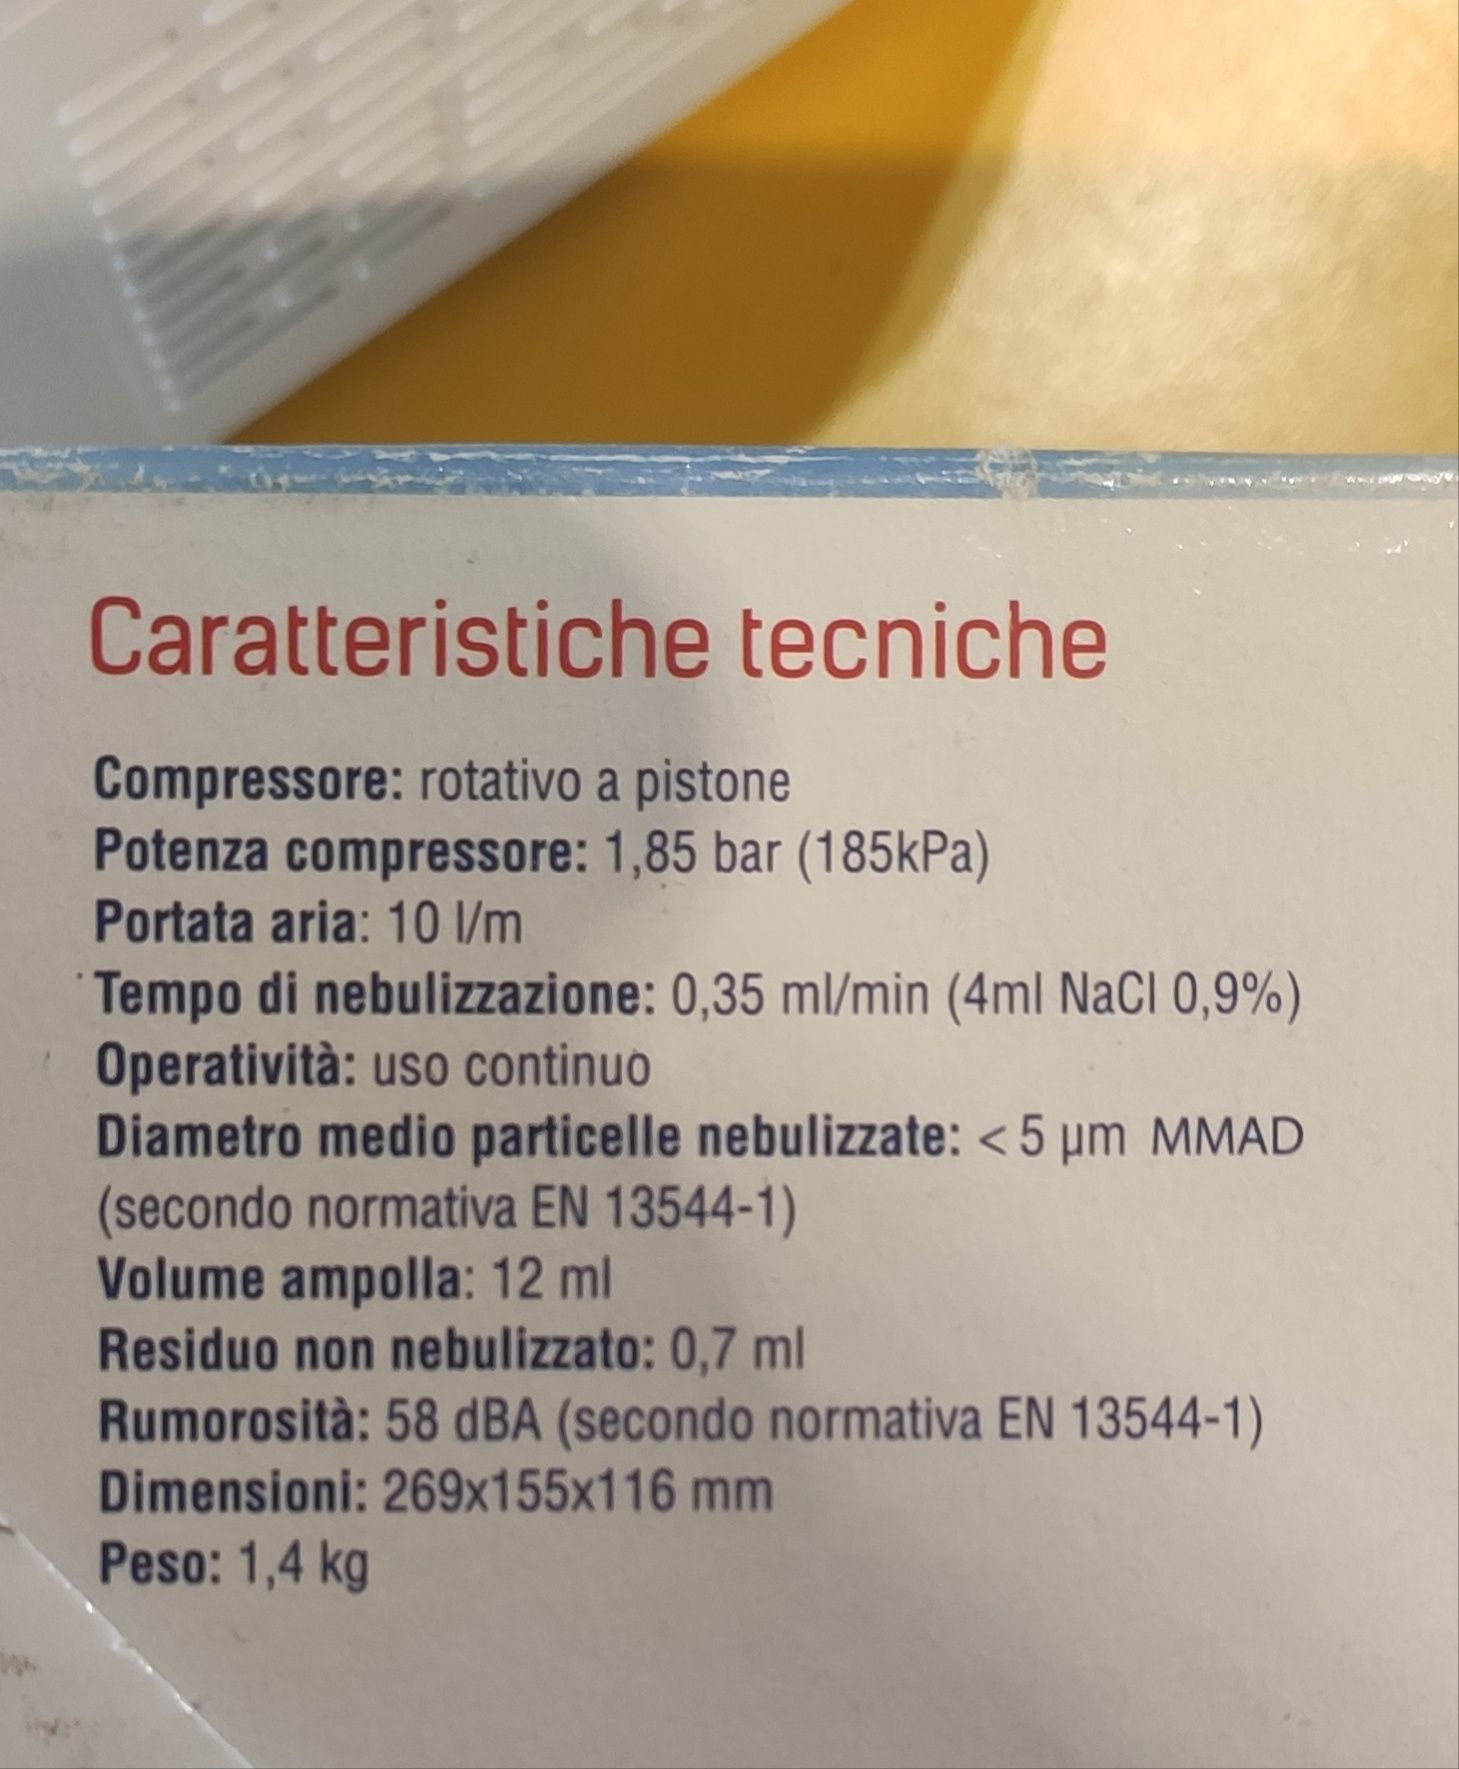 Caratteristiche tecniche
Compressore: rotativo a pistone
Potenza compressore: 1,85 bar (185kPa)
Portata aria: 10 l/m
Tempo di nebulizzazione: 0,35 ml/min (4ml NaCl 0,9%)
Operatività: uso continuo
Diametro medio particelle nebulizzate: < 5 µm MMAD
(secondo normativa EN 13544-1)
Volume ampolla: 12 ml
Residuo non nebulizzato: 0,7 ml
Rumorosità: 58 dBA (secondo normativa EN 13544-1)
Dimensioni: 269x155x116 mm
Peso: 1,4 kg